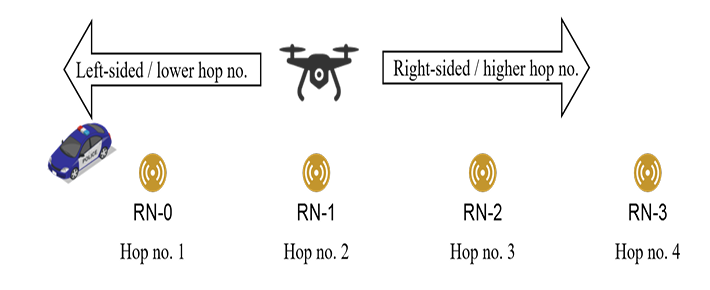 Left-sided / lower hop no.
Right-sided / higher hop no.
POLICE
RN-0
RN-1
RN-2
RN-3
Hop no. 1
Hop no. 2
Hop no. 3
Hop no. 4